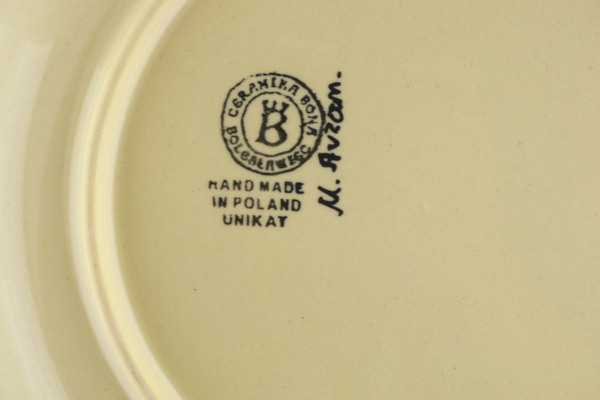 CERAMIKA BONA
BOLESŁAWIEC
B
HAND MADE
IN POLAND
UNIKAT